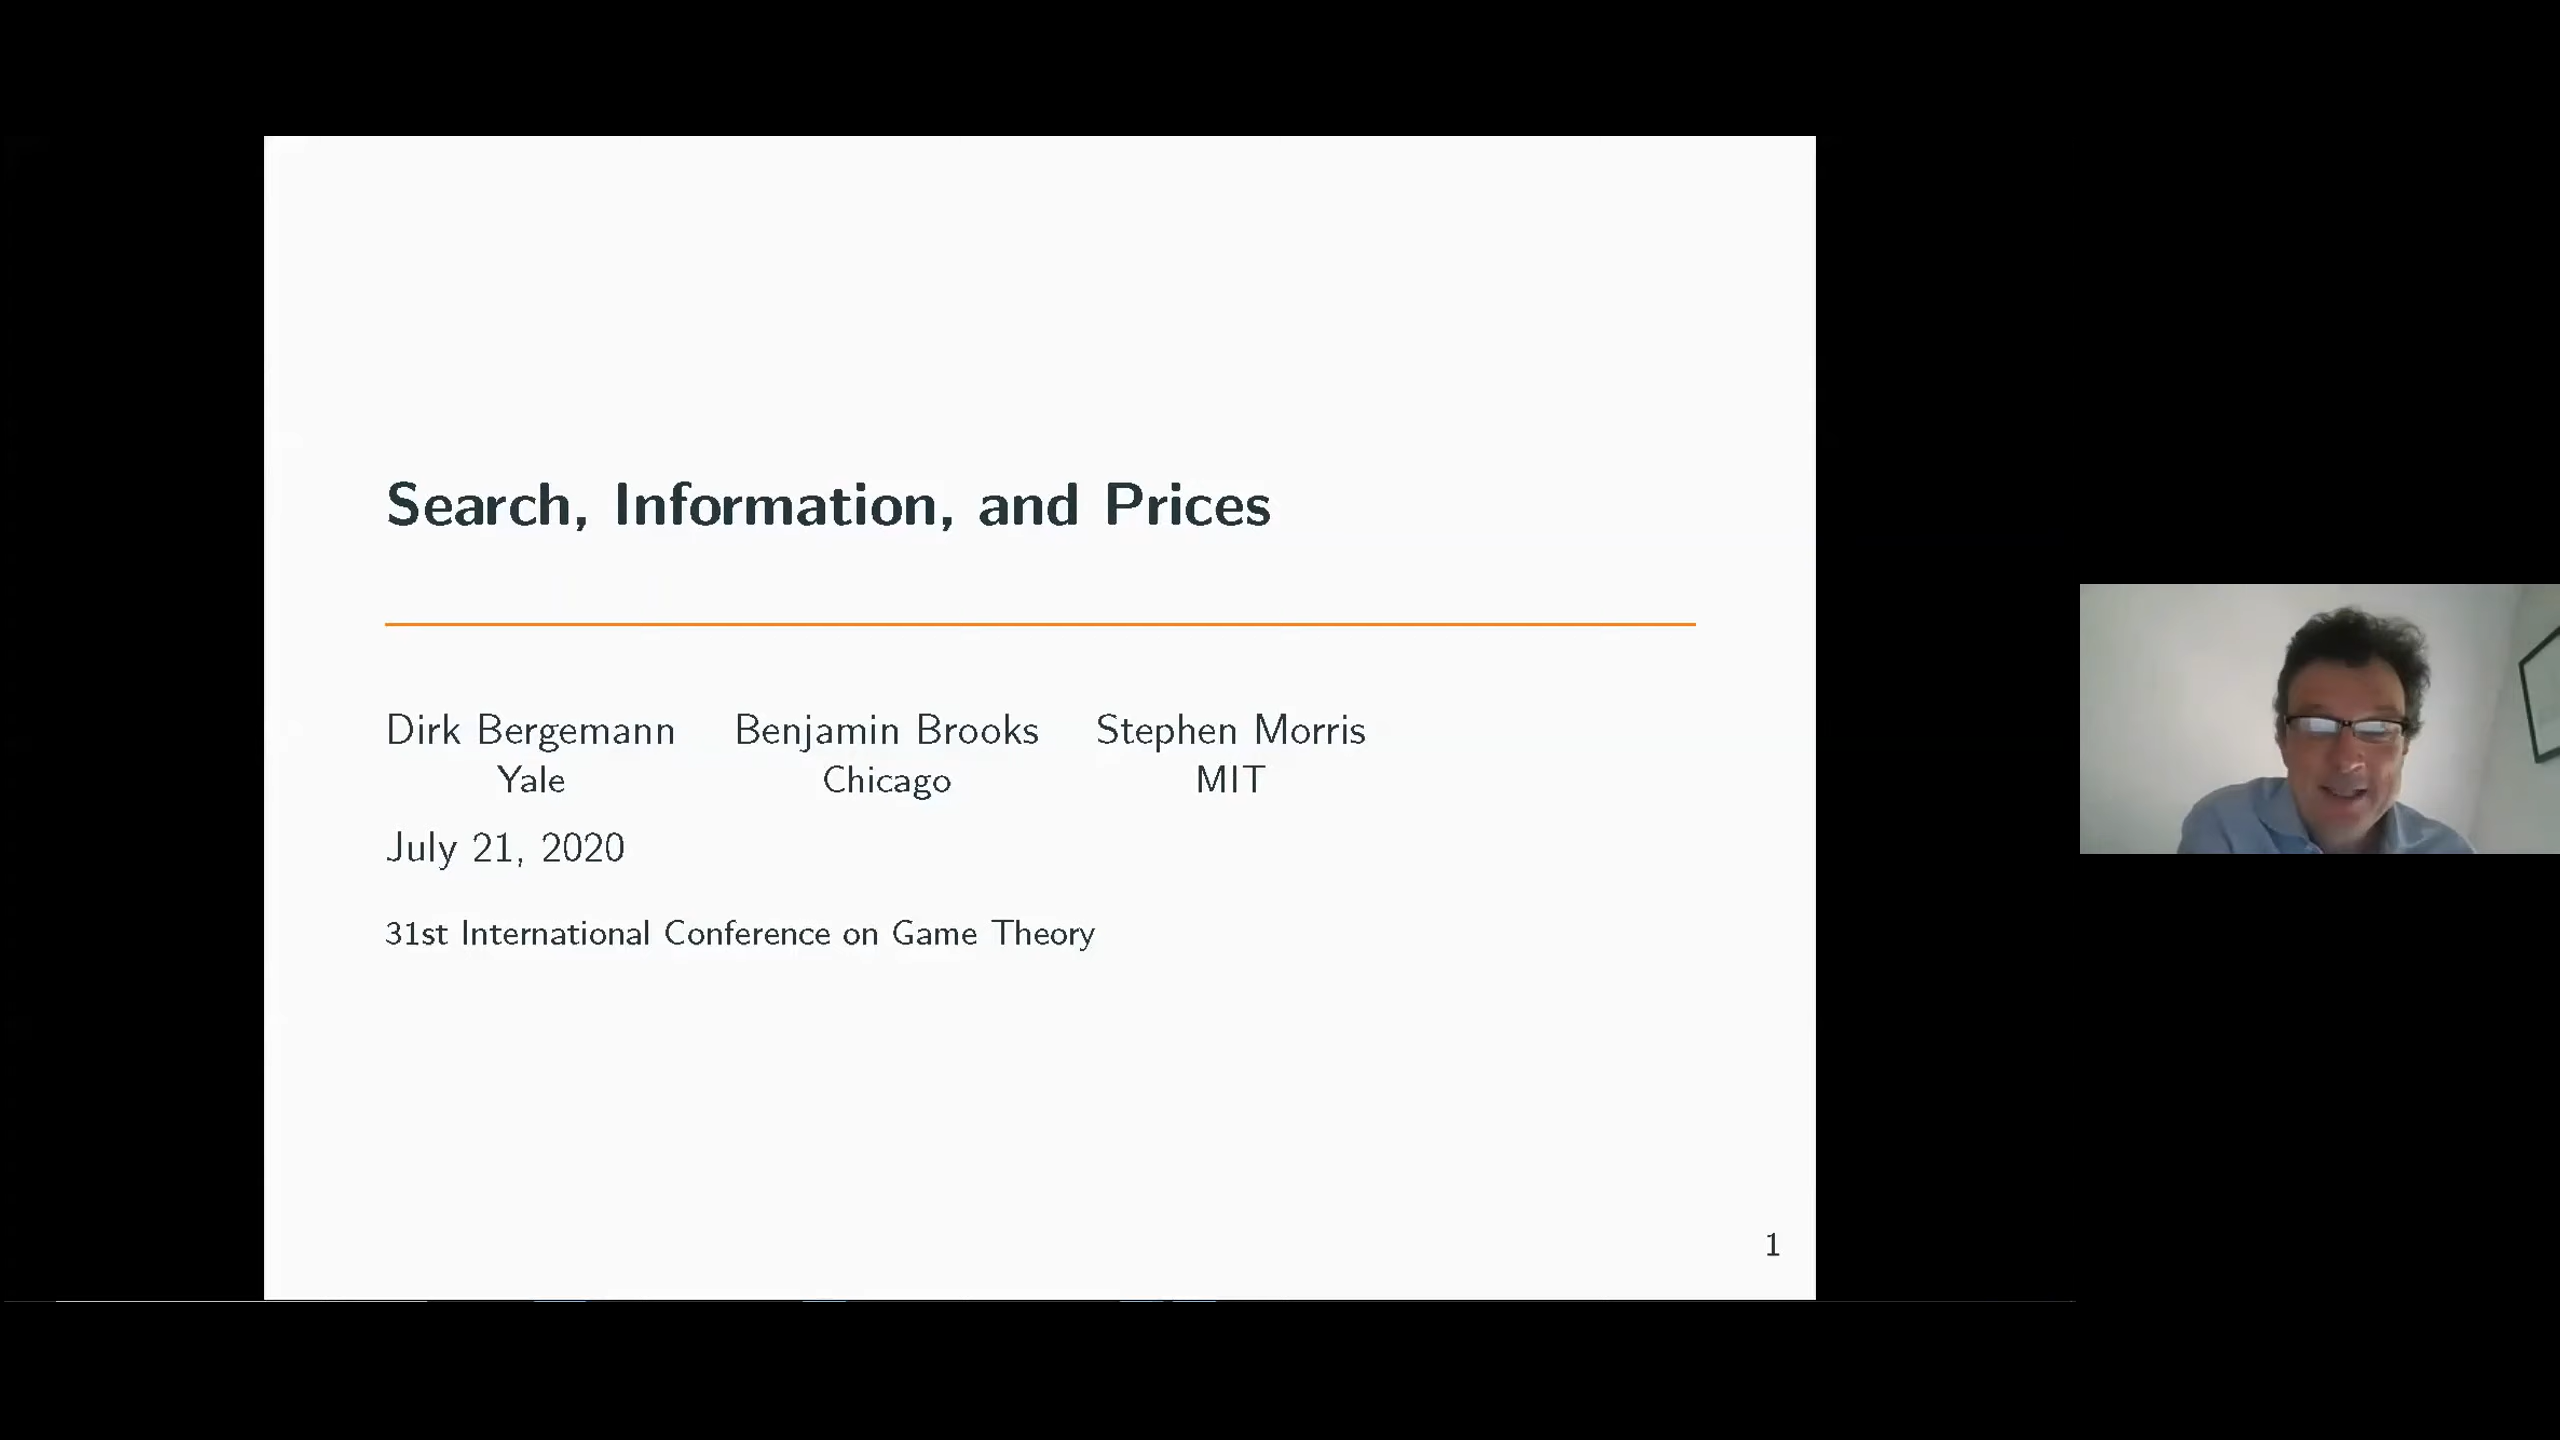 Search, Information, and Prices
Dirk Bergemann Benjamin Brooks Stephen Morris
Yale Chicago MIT
July 21, 2020
31st International Conference on Game Theory
1